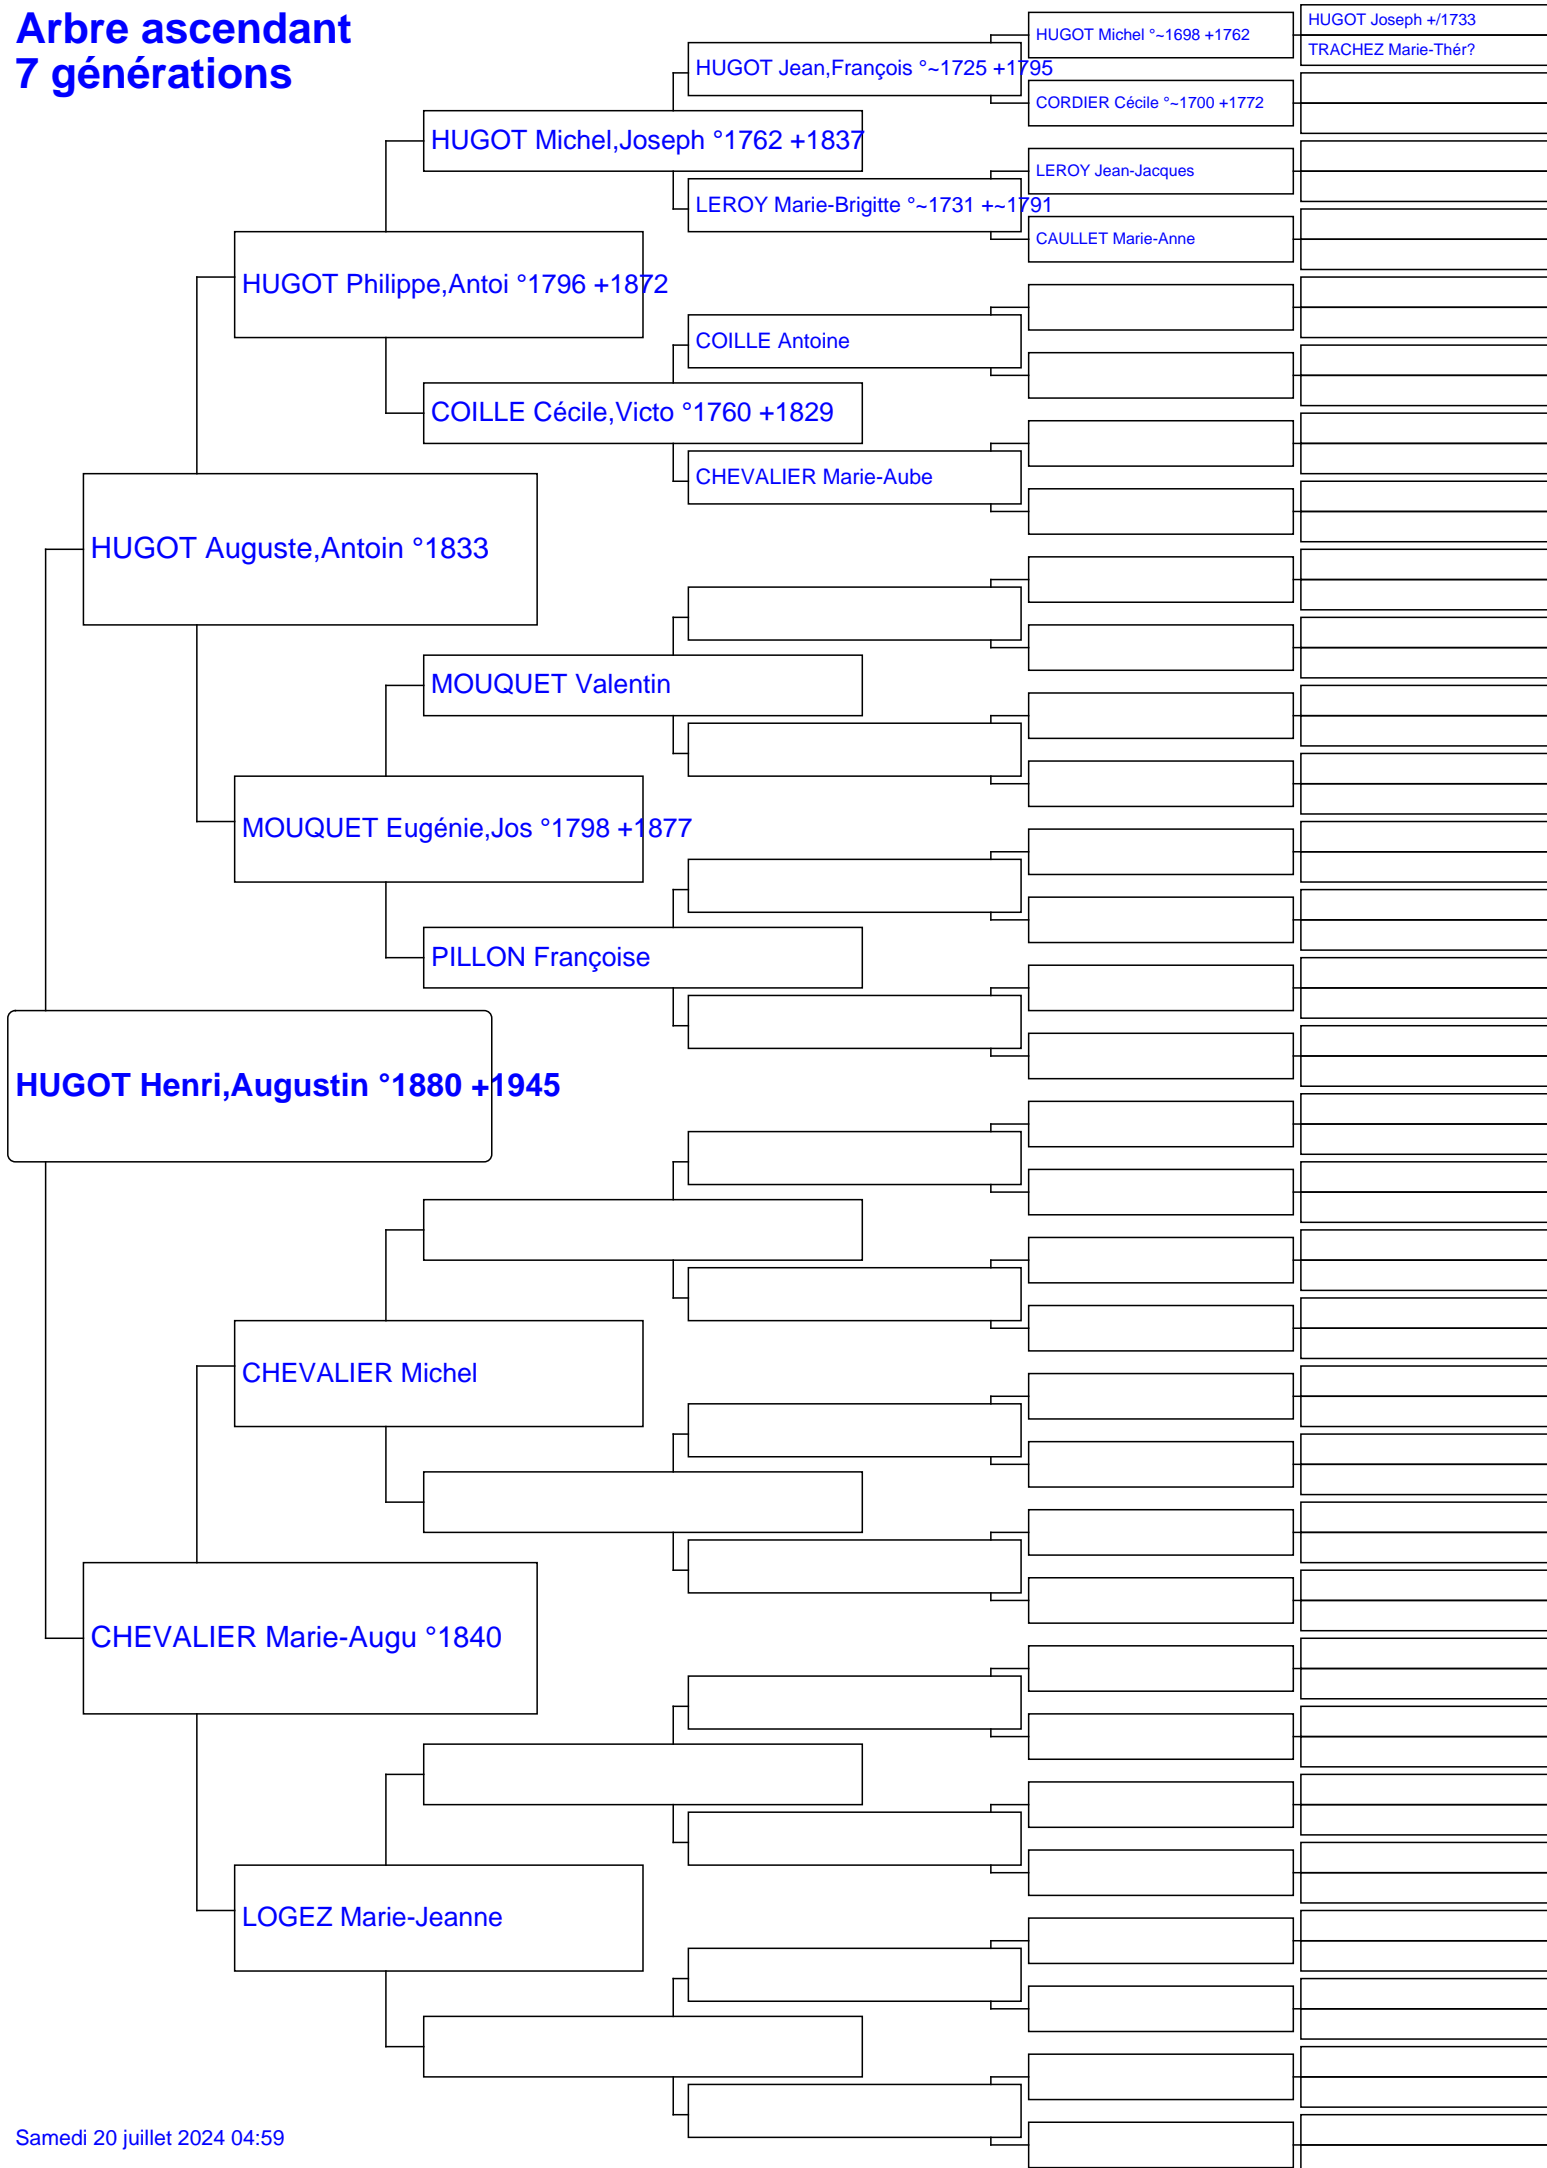 Arbre ascendant
7 générations
HUGOT Joseph +/1733
HUGOT Michel °~1698 +1762
TRACHEZ Marie-Thér?
HUGOT Jean,François °~1725 +1795
CORDIER Cécile °~1700 +1772
HUGOT Michel,Joseph °1762 +1837
LEROY Jean-Jacques
LEROY Marie-Brigitte °~1731 +~1791
CAULLET Marie-Anne
HUGOT Philippe,Antoi °1796 +1872
COILLE Antoine
COILLE Cécile,Victo °1760 +1829
CHEVALIER Marie-Aube
HUGOT Auguste,Antoin °1833
MOUQUET Valentin
MOUQUET Eugénie,Jos °1798 +1877
PILLON Françoise
HUGOT Henri,Augustin °1880 +1945
CHEVALIER Michel
CHEVALIER Marie-Augu °1840
LOGEZ Marie-Jeanne
Samedi 20 juillet 2024 04:59